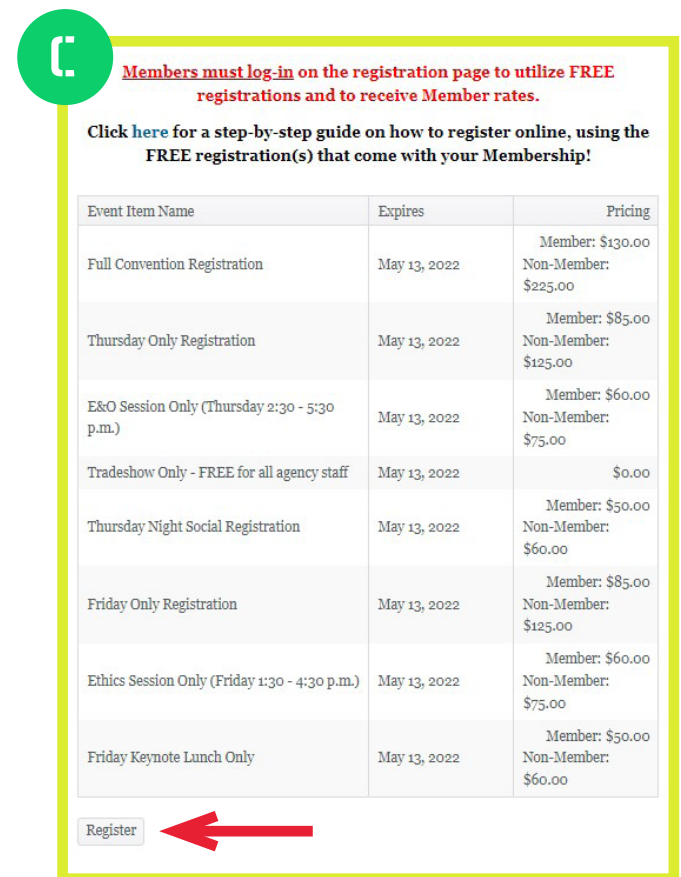 C
Members must log-in on the registration page to utilize FREE
registrations and to receive Member rates.
Click here for a step-by-step guide on how to register online, using the
FREE registration(s) that come with your Membership!
Event Item Name Expires Pricing
Full Convention Registration May 13, 2022 Member: $130.00
Non-Member:
$225.00
Thursday Only Registration May 13, 2022 Member: $85.00
Non-Member:
$125.00
E&O Session Only (Thursday 2:30 - 5:30
p.m.) May 13, 2022 Member: $60.00
Non-Member:
$75.00
Tradeshow Only - FREE for all agency staff May 13, 2022 $0.00
Thursday Night Social Registration May 13, 2022 Member: $50.00
Non-Member:
$60.00
Friday Only Registration May 13, 2022 Member: $85.00
Non-Member:
$125.00
Ethics Session Only (Friday 1:30 - 4:30 p.m.) May 13, 2022 Member: $60.00
Non-Member:
$75.00
Friday Keynote Lunch Only May 13, 2022 Member: $50.00
Non-Member:
$60.00
Register